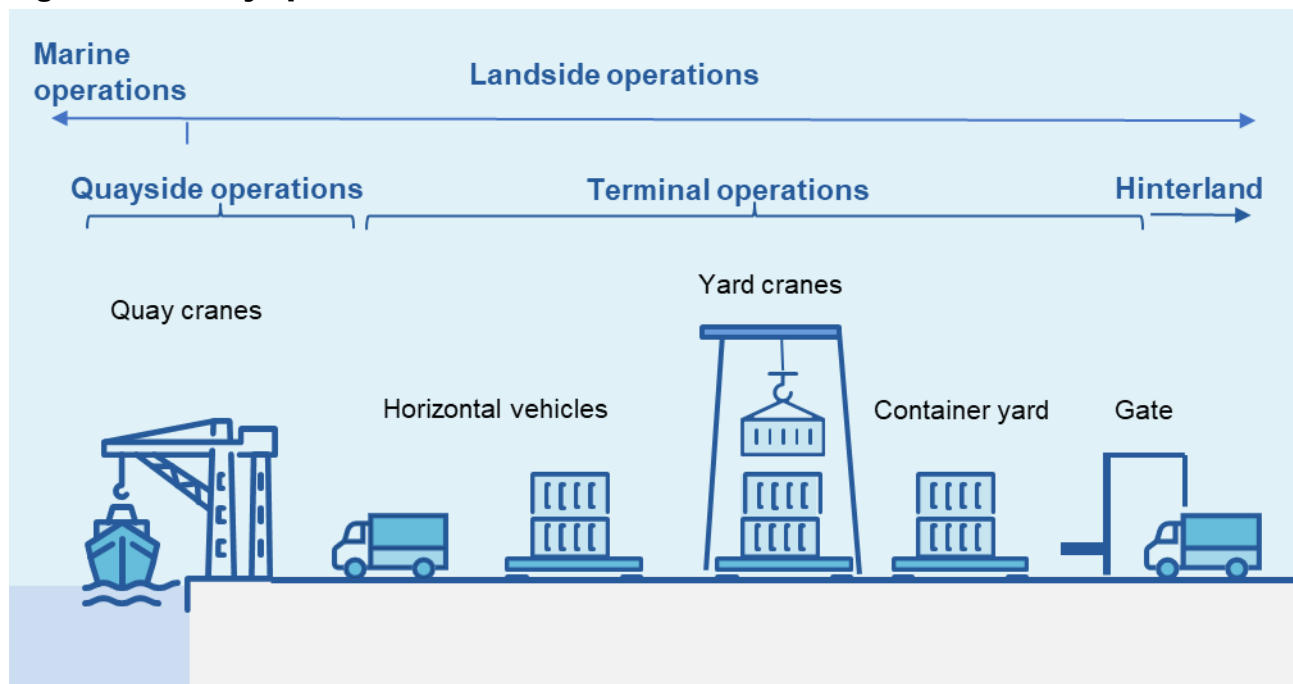 Marine
operations
Landside operations
Quayside operations
Terminal operations
Hinterland
Yard cranes
Quay cranes
Horizontal vehicles
Container yard
Gate